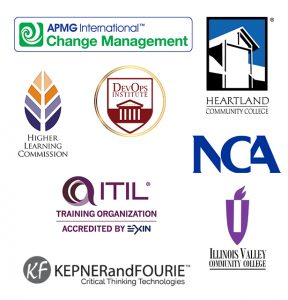 APMG International™
Change Management
®
HEARTLAND
COMMUNITY COLLEGE
HIGHER
LEARNING
COMMISSION
DEVOPS
INSTITUTE
NCA
ITIL®
TRAINING ORGANIZATION
ACCREDITED BY EXIN
ILLINOIS VALLEY
COMMUNITY COLLEGE
KF KEPNERandFOURIE™
Critical Thinking Technologies